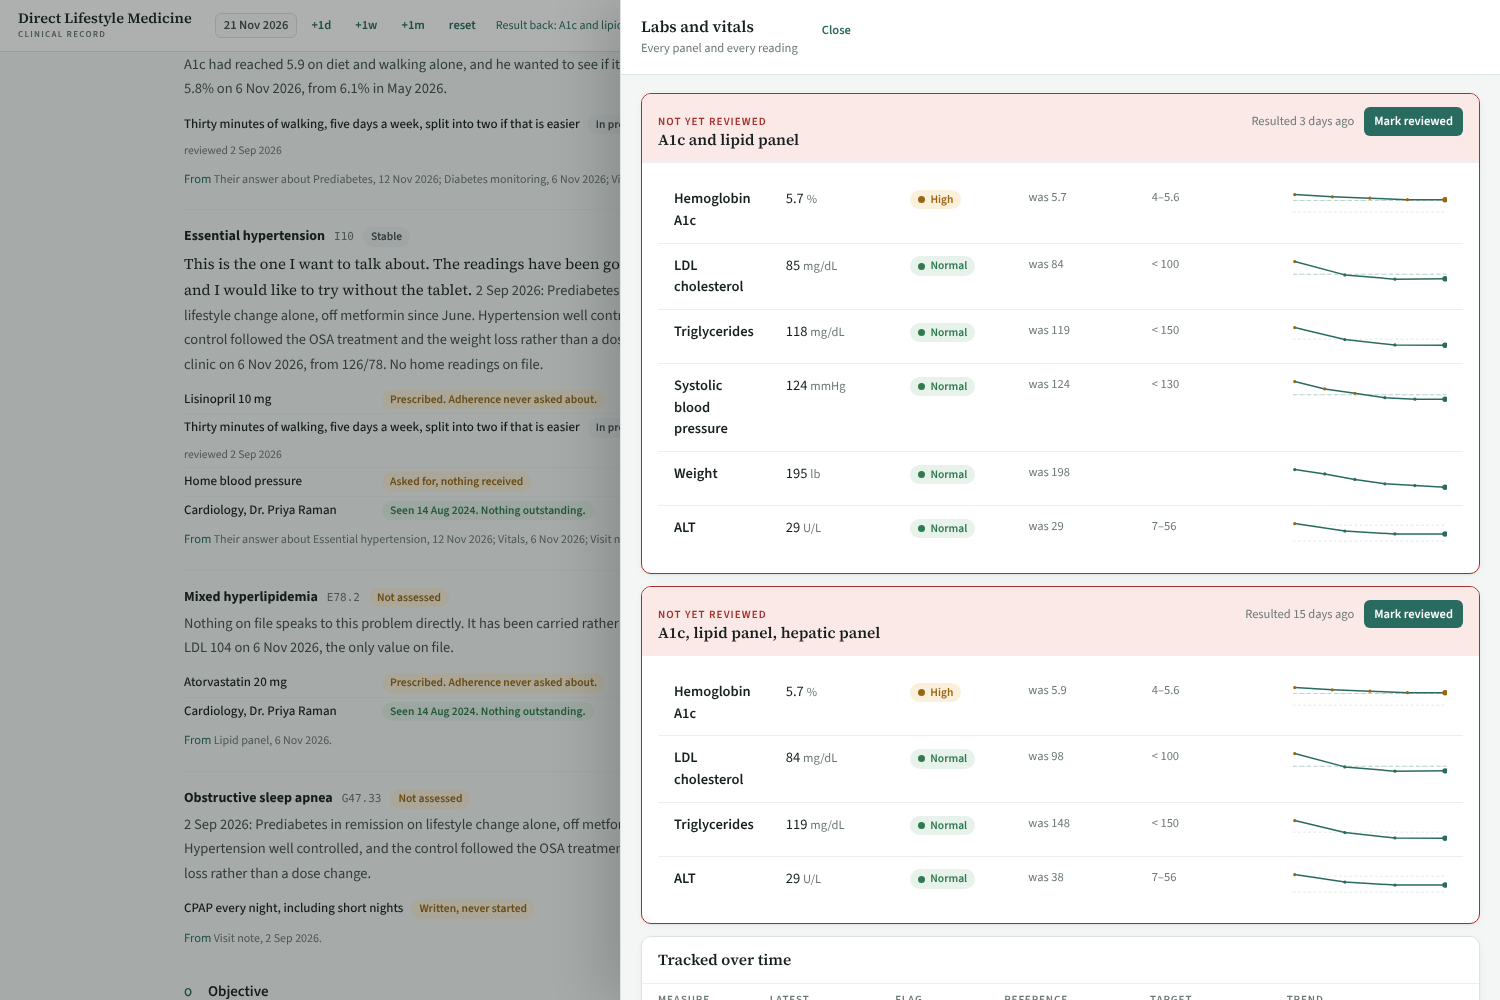 Direct Lifestyle Medicine
CLINICAL RECORD
21 Nov 2026 +1d +1w +1m reset Result back: A1c and
A1c had reached 5.9 on diet and walking alone, and he wanted to see if it
5.8% on 6 Nov 2026, from 6.1% in May 2026.
Thirty minutes of walking, five days a week, split into two if that is easier In
reviewed 2 Sep 2026
From Their answer about Prediabetes, 12 Nov 2026; Diabetes monitoring, 6 Nov 2026;
Essential hypertension I10 Stable
This is the one I want to talk about. The readings have been
and I would like to try without the tablet. 2 Sep 2026: Prediabetes
lifestyle change alone, off metformin since June. Hypertension well
control followed the OSA treatment and the weight loss rather than a
clinic on 6 Nov 2026, from 126/78. No home readings on file.
Lisinopril 10 mg Prescribed. Adherence never asked about.
Thirty minutes of walking, five days a week, split into two if that is easier In
reviewed 2 Sep 2026
Home blood pressure Asked for, nothing received
Cardiology, Dr. Priya Raman Seen 14 Aug 2024. Nothing outstanding.
From Their answer about Essential hypertension, 12 Nov 2026; Vitals, 6 Nov 2026; Visit
Mixed hyperlipidemia E78.2 Not assessed
Nothing on file speaks to this problem directly. It has been carried rather
LDL 104 on 6 Nov 2026, the only value on file.
Atorvastatin 20 mg Prescribed. Adherence never asked about.
Cardiology, Dr. Priya Raman Seen 14 Aug 2024. Nothing outstanding.
From Lipid panel, 6 Nov 2026.
Obstructive sleep apnea G47.33 Not assessed
2 Sep 2026: Prediabetes in remission on lifestyle change alone, off
Hypertension well controlled, and the control followed the OSA
loss rather than a dose change.
CPAP every night, including short nights Written, never started
From Visit note, 2 Sep 2026.
O Objective
Labs and vitals
Close
Every panel and every reading
NOT YET REVIEWED
A1c and lipid panel
Resulted 3 days ago Mark reviewed
Hemoglobin A1c 5.7 % High was 5.7 4–5.6
LDL cholesterol 85 mg/dL Normal was 84 < 100
Triglycerides 118 mg/dL Normal was 119 < 150
Systolic blood pressure 124 mmHg Normal was 124 < 130
Weight 195 lb Normal was 198
ALT 29 U/L Normal was 29 7–56
NOT YET REVIEWED
A1c, lipid panel, hepatic panel
Resulted 15 days ago Mark reviewed
Hemoglobin A1c 5.7 % High was 5.9 4–5.6
LDL cholesterol 84 mg/dL Normal was 98 < 100
Triglycerides 119 mg/dL Normal was 148 < 150
ALT 29 U/L Normal was 38 7–56
Tracked over time
MEASURE LATEST FLAG REFERENCE TARGET TREND